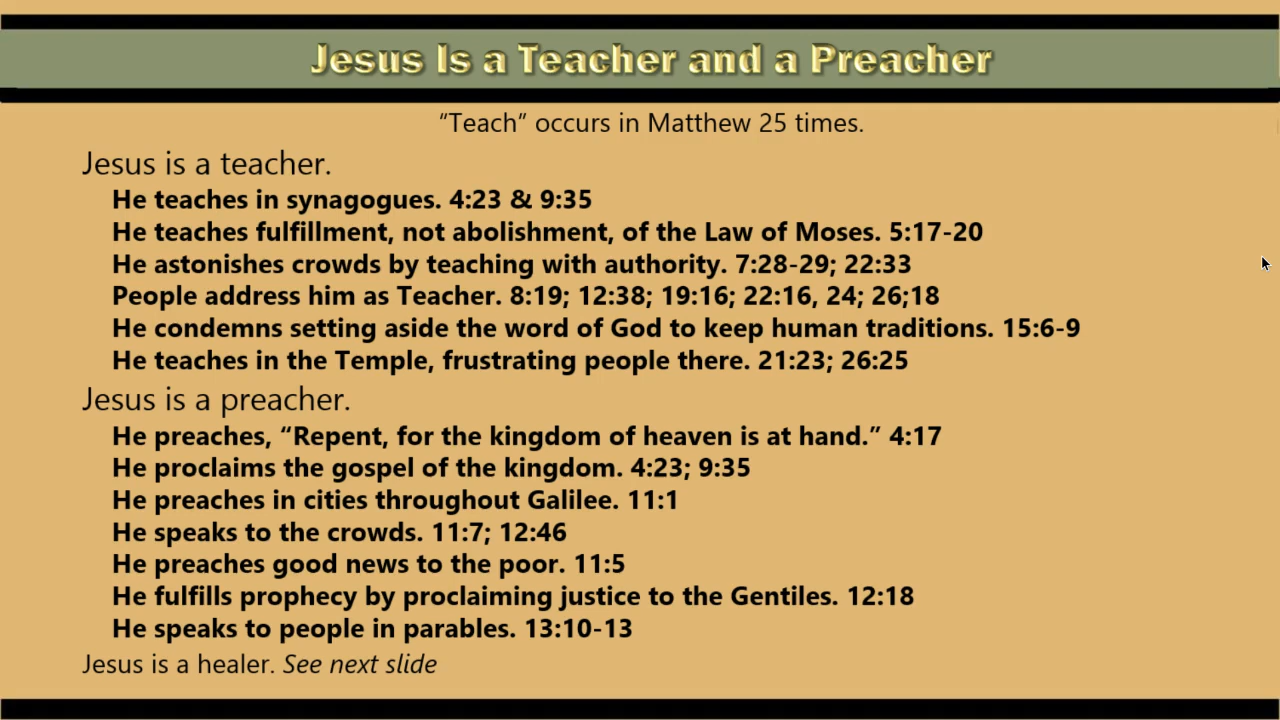 Jesus Is a Teacher and a Preacher
"Teach" occurs in Matthew 25 times.
Jesus is a teacher.
He teaches in synagogues. 4:23 & 9:35
He teaches fulfillment, not abolishment, of the Law of Moses. 5:17-20
He astonishes crowds by teaching with authority. 7:28-29; 22:33
People address him as Teacher. 8:19; 12:38; 19:16; 22:16, 24; 26;18
He condemns setting aside the word of God to keep human traditions. 15:6-9
He teaches in the Temple, frustrating people there. 21:23; 26:25
Jesus is a preacher.
He preaches, “Repent, for the kingdom of heaven is at hand.” 4:17
He proclaims the gospel of the kingdom. 4:23; 9:35
He preaches in cities throughout Galilee. 11:1
He speaks to the crowds. 11:7; 12:46
He preaches good news to the poor. 11:5
He fulfills prophecy by proclaiming justice to the Gentiles. 12:18
He speaks to people in parables. 13:10-13
Jesus is a healer. See next slide